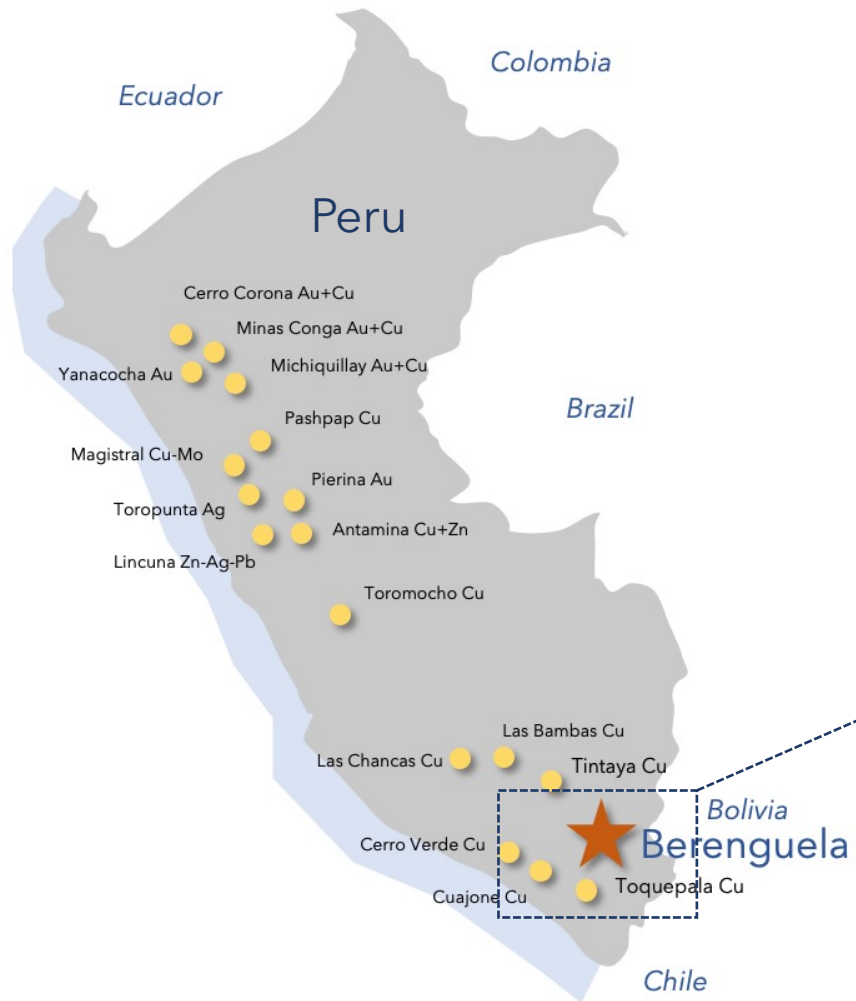 Colombia
Ecuador
Peru
Cerro Corona Au+Cu
Minas Conga Au+Cu
Yanacocha Au
Michiquillay Au+Cu
Brazil
Pashpap Cu
Magistral Cu-Mo
Pierina Au
Toropunta Ag
Antamina Cu+Zn
Lincuna Zn-Ag-Pb
Toromocho Cu
Las Bambas Cu
Las Chancas Cu
Tintaya Cu
Bolivia
Berenguela
Cerro Verde Cu
Toquepala Cu
Cuajone Cu
Chile